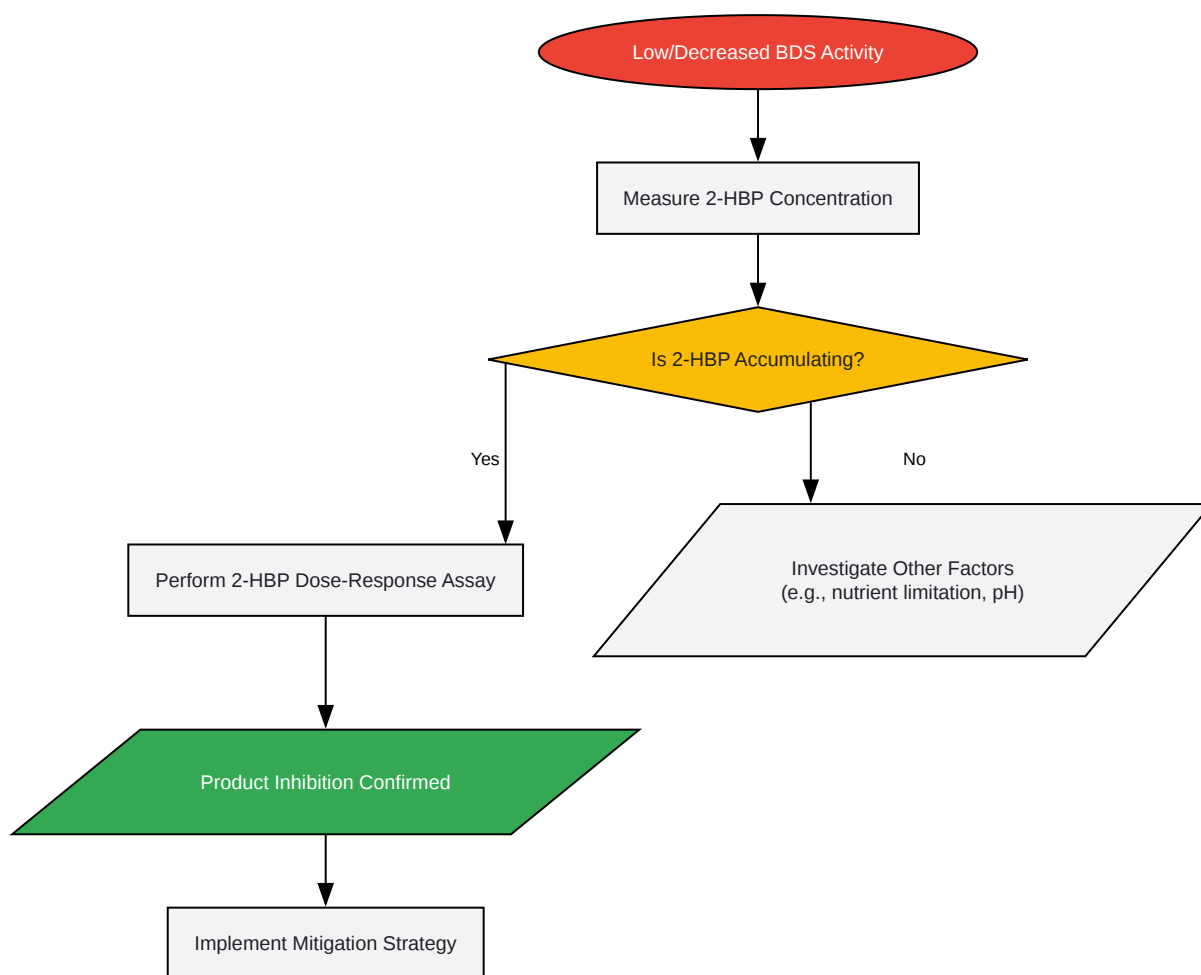 Low/Decreased BDS Activity
Measure 2-HBP Concentration
Is 2-HBP Accumulating?
Yes
No
Perform 2-HBP Dose-Response Assay
Investigate Other Factors
(e.g., nutrient limitation, pH)
Product Inhibition Confirmed
Implement Mitigation Strategy